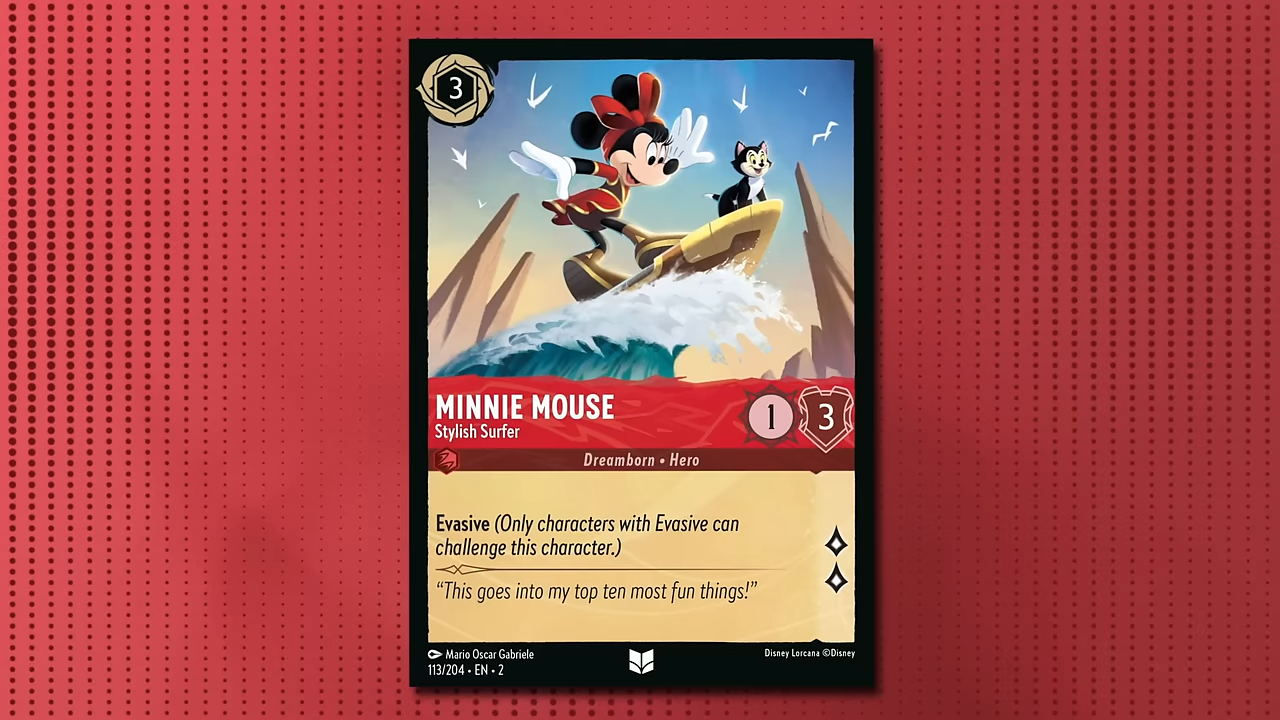 3
MINNIE MOUSE
Stylish Surfer
1 3
Dreamborn • Hero
Evasive (Only characters with Evasive can
challenge this character.)
“This goes into my top ten most fun things!”
Mario Oscar Gabriele
113/204 • EN • 2
Disney Lorcana ©Disney